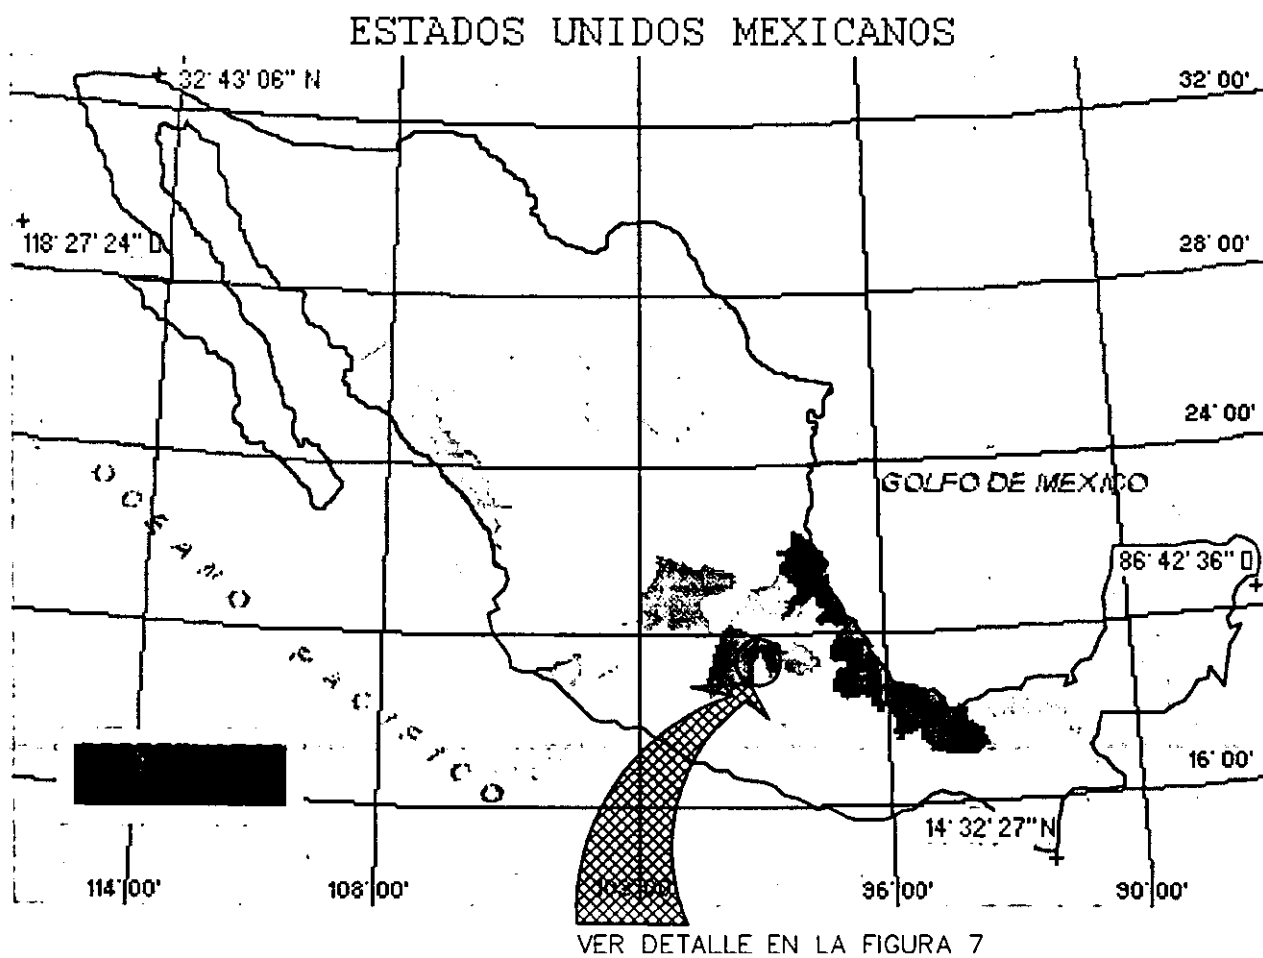 ESTADOS UNIDOS MEXICANOS
32°43'06" N
32°00'
118°27'24" O
28°00'
24°00'
GOLFO DE MEXICO
OCEANO PACIFICO
86°42'36" O
16°00'
14°32'27" N
114°00'
108°00'
96°00'
90°00'
VER DETALLE EN LA FIGURA 7